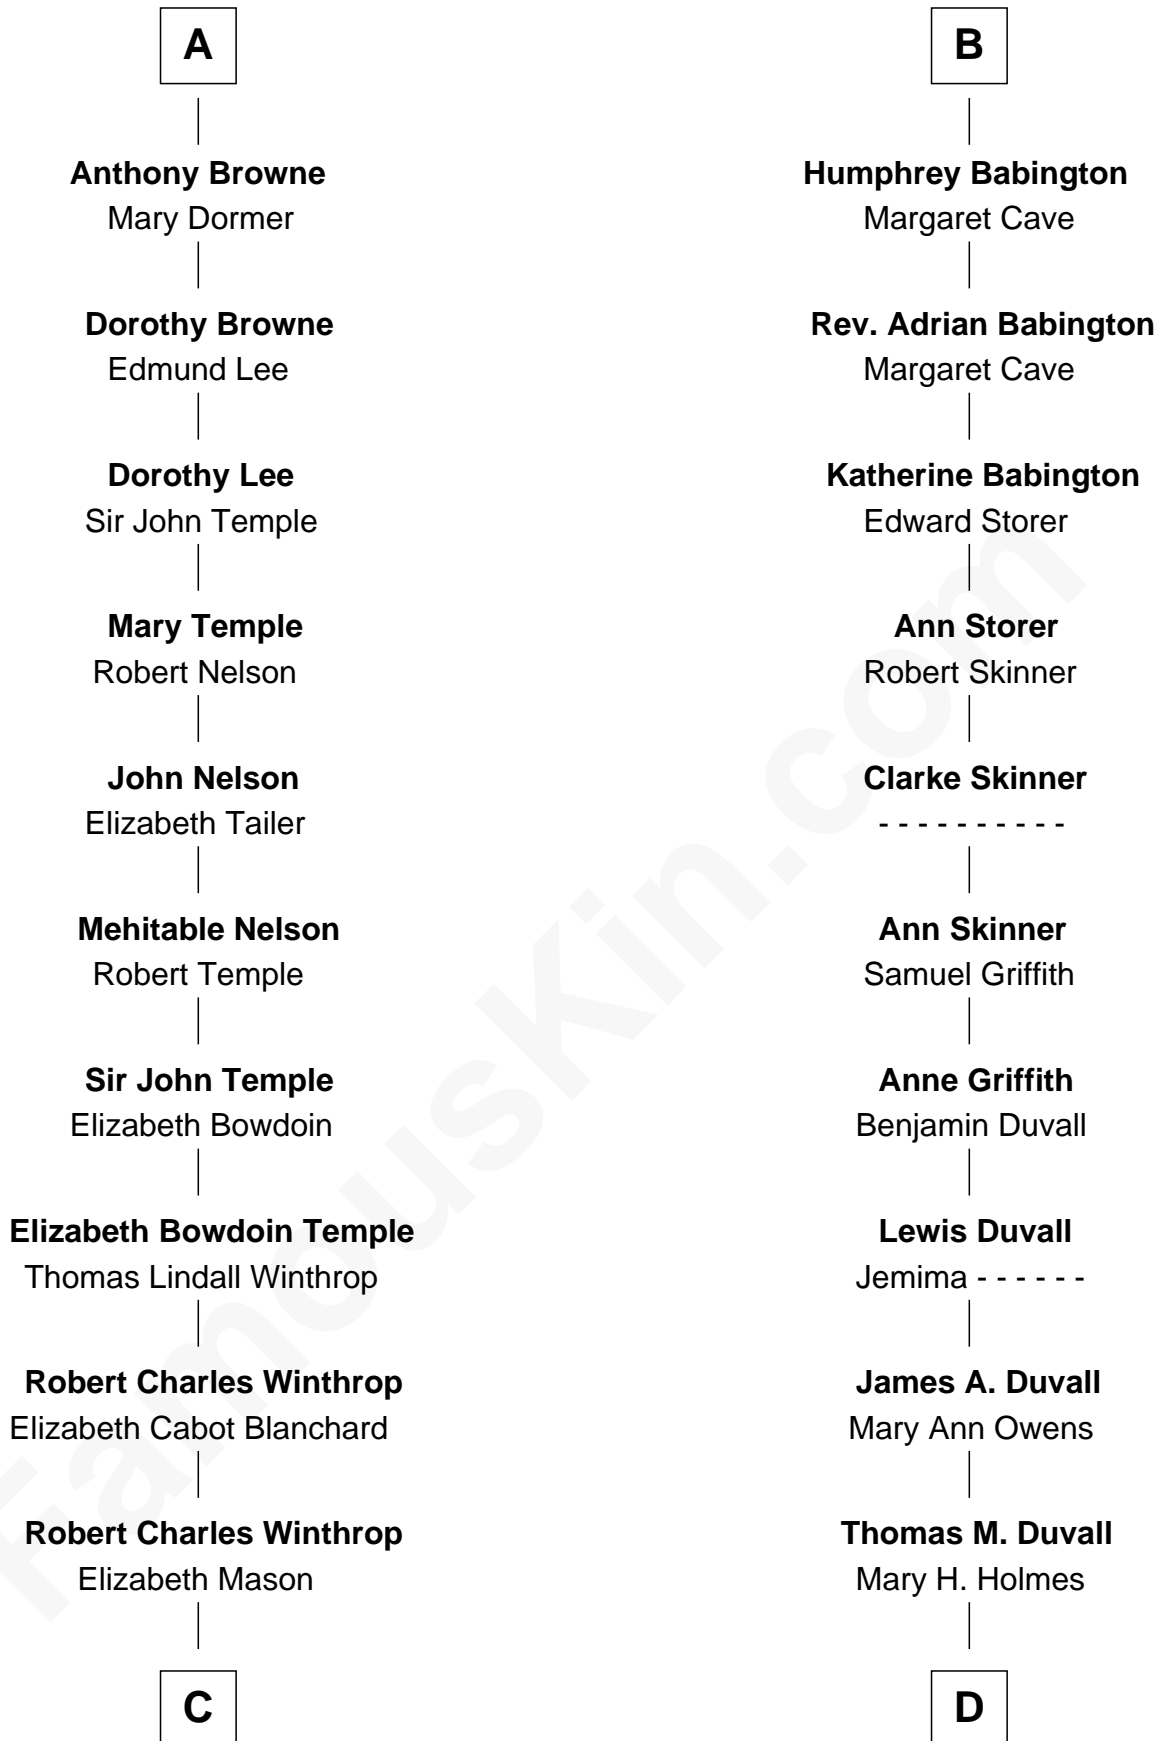 A
Anthony Browne
Mary Dormer
Dorothy Browne
Edmund Lee
Dorothy Lee
Sir John Temple
Mary Temple
Robert Nelson
John Nelson
Elizabeth Tailer
Mehitable Nelson
Robert Temple
Sir John Temple
Elizabeth Bowdoin
Elizabeth Bowdoin Temple
Thomas Lindall Winthrop
Robert Charles Winthrop
Elizabeth Cabot Blanchard
Robert Charles Winthrop
Elizabeth Mason
C
B
Humphrey Babington
Margaret Cave
Rev. Adrian Babington
Margaret Cave
Katherine Babington
Edward Storer
Ann Storer
Robert Skinner
Clarke Skinner
- - - - - - - - - -
Ann Skinner
Samuel Griffith
Anne Griffith
Benjamin Duvall
Lewis Duvall
Jemima - - - - - -
James A. Duvall
Mary Ann Owens
Thomas M. Duvall
Mary H. Holmes
D
FamousKin.com